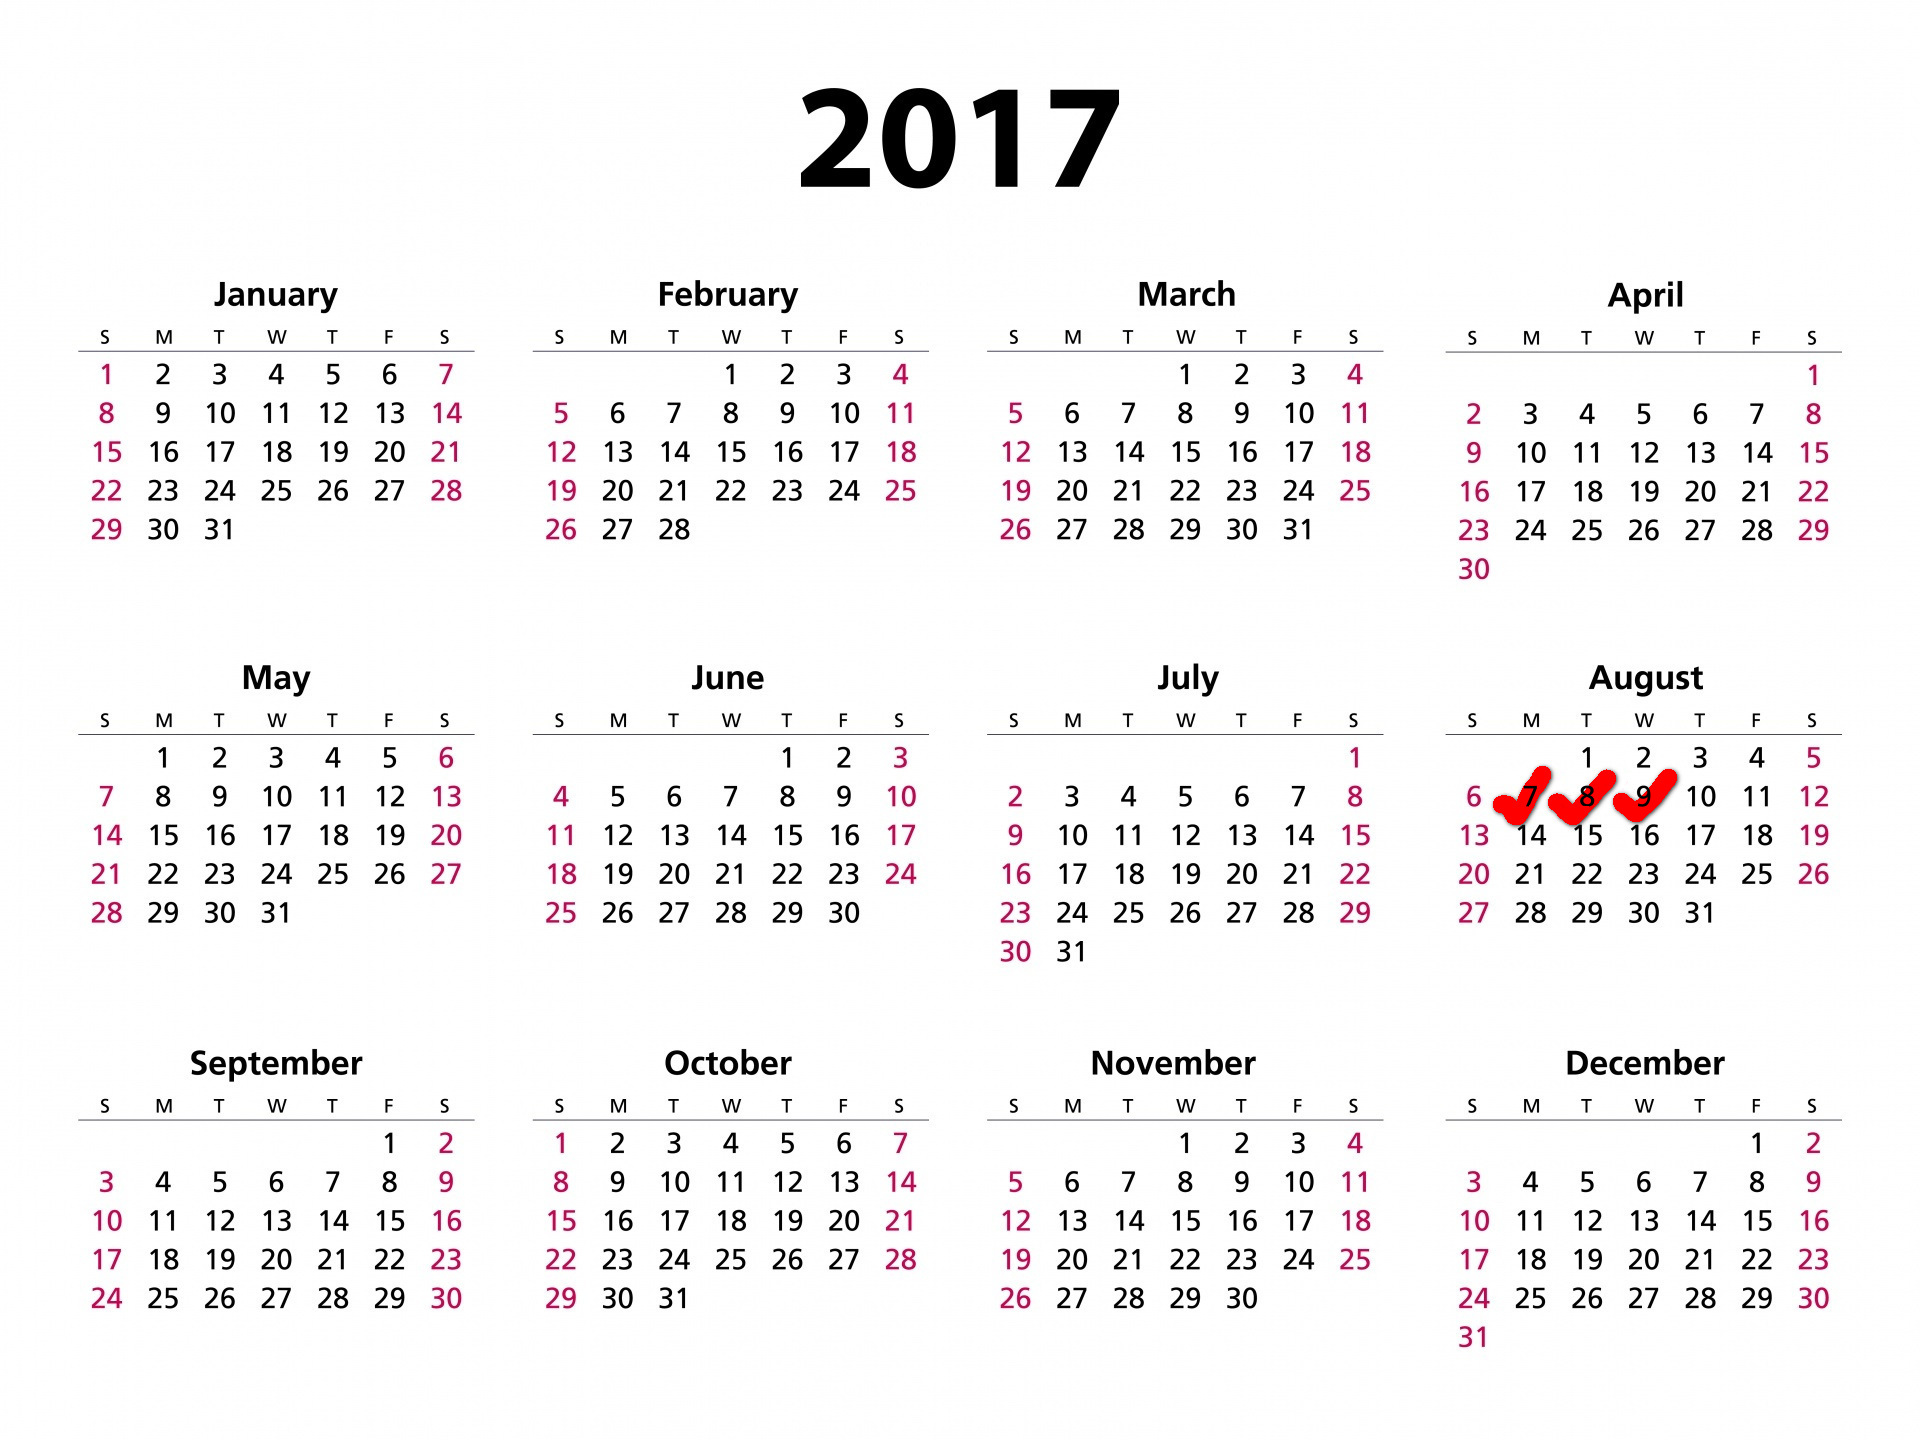 2017
January February March April
S M T W T F S S M T W T F S S M T W T F S S M T W T F S
1 2 3 4 5 6 7 1 2 3 4 1 2 3 4 1
8 9 10 11 12 13 14 5 6 7 8 9 10 11 5 6 7 8 9 10 11 2 3 4 5 6 7 8
15 16 17 18 19 20 21 12 13 14 15 16 17 18 12 13 14 15 16 17 18 9 10 11 12 13 14 15
22 23 24 25 26 27 28 19 20 21 22 23 24 25 19 20 21 22 23 24 25 16 17 18 19 20 21 22
29 30 31 26 27 28 26 27 28 29 30 31 23 24 25 26 27 28 29
30
May June July August
S M T W T F S S M T W T F S S M T W T F S S M T W T F S
1 2 3 4 5 6 1 2 3 1 1 2 3 4 5
7 8 9 10 11 12 13 4 5 6 7 8 9 10 2 3 4 5 6 7 8 6 7 8 9 10 11 12
14 15 16 17 18 19 20 11 12 13 14 15 16 17 9 10 11 12 13 14 15 13 14 15 16 17 18 19
21 22 23 24 25 26 27 18 19 20 21 22 23 24 16 17 18 19 20 21 22 20 21 22 23 24 25 26
28 29 30 31 25 26 27 28 29 30 23 24 25 26 27 28 29 27 28 29 30 31
30 31
September October November December
S M T W T F S S M T W T F S S M T W T F S S M T W T F S
1 2 1 2 3 4 5 6 7 1 2 3 4 1 2
3 4 5 6 7 8 9 8 9 10 11 12 13 14 5 6 7 8 9 10 11 3 4 5 6 7 8 9
10 11 12 13 14 15 16 15 16 17 18 19 20 21 12 13 14 15 16 17 18 10 11 12 13 14 15 16
17 18 19 20 21 22 23 22 23 24 25 26 27 28 19 20 21 22 23 24 25 17 18 19 20 21 22 23
24 25 26 27 28 29 30 29 30 31 26 27 28 29 30 24 25 26 27 28 29 30
31